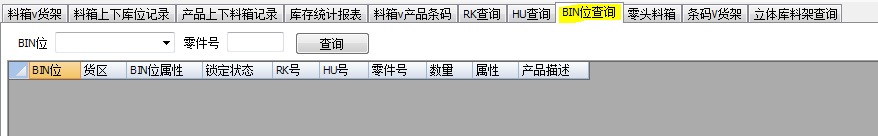 料箱v货架 料箱上下库位记录 产品上下料箱记录 库存统计报表 料箱v产品条码 RK查询 HU查询 BIN位查询 零头料箱 条码V货架 立体库料架查询
BIN位 零件号 查询
BIN位 货区 BIN位属性 锁定状态 RK号 HU号 零件号 数量 属性 产品描述